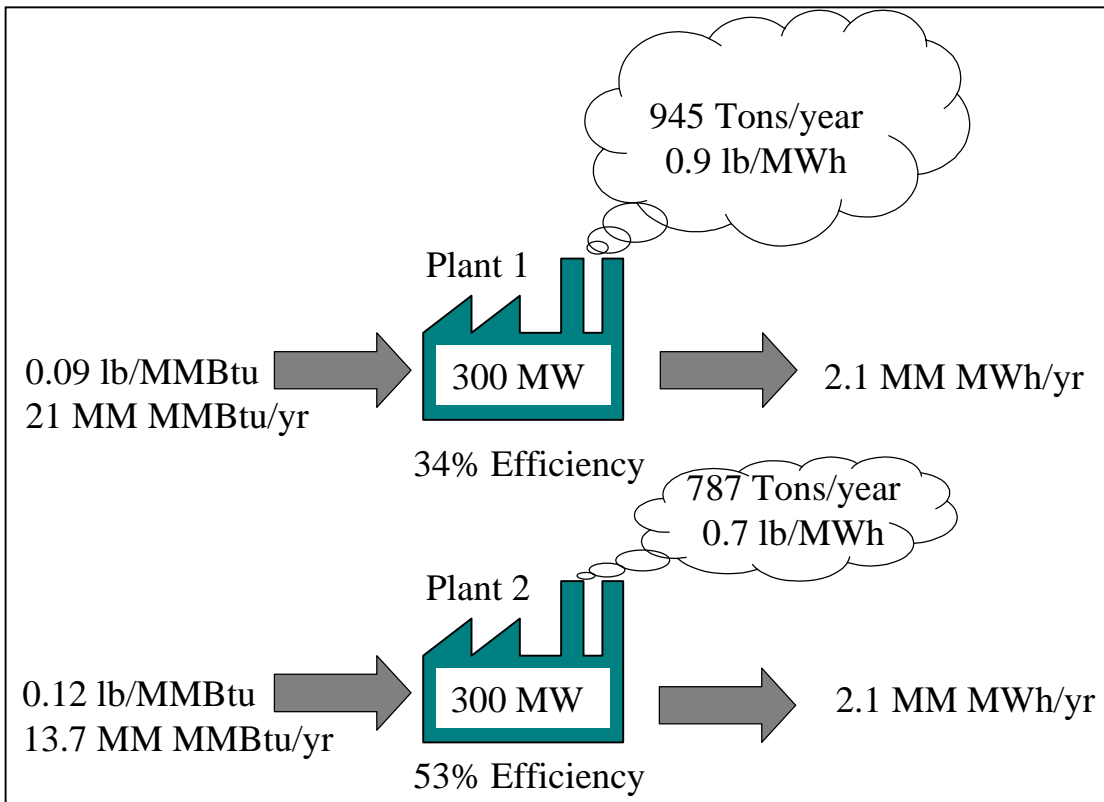 945 Tons/year
0.9 lb/MWh
Plant 1
0.09 lb/MMBtu
21 MM MMBtu/yr
300 MW
2.1 MM MWh/yr
34% Efficiency
787 Tons/year
0.7 lb/MWh
Plant 2
0.12 lb/MMBtu
13.7 MM MMBtu/yr
300 MW
2.1 MM MWh/yr
53% Efficiency